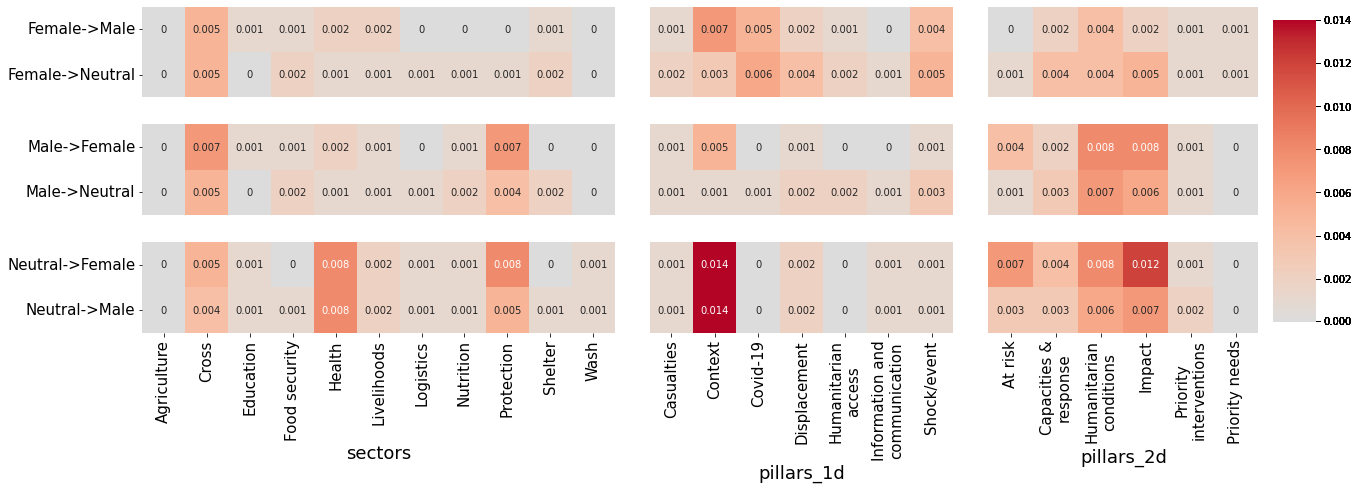 Female->Male 0 0.005 0.001 0.001 0.002 0.002 0 0 0 0.001 0 0.001 0.007 0.005 0.002 0.001 0 0.004 0 0.002 0.004 0.002 0.001 0.001
Female->Neutral 0 0.005 0 0.002 0.001 0.001 0.001 0.001 0.001 0.002 0 0.002 0.003 0.006 0.004 0.002 0.001 0.005 0.001 0.004 0.004 0.005 0.001 0.001
Male->Female 0 0.007 0.001 0.001 0.002 0.001 0 0.001 0.007 0 0 0.001 0.005 0 0.001 0 0 0.001 0.004 0.002 0.008 0.008 0.001 0
Male->Neutral 0 0.005 0 0.002 0.001 0.001 0.001 0.002 0.004 0.002 0 0.001 0.001 0.001 0.002 0.002 0.001 0.003 0.001 0.003 0.007 0.006 0.001 0
Neutral->Female 0 0.005 0.001 0 0.008 0.002 0.001 0.001 0.008 0 0.001 0.001 0.014 0 0.002 0 0.001 0.001 0.007 0.004 0.008 0.012 0.001 0
Neutral->Male 0 0.004 0.001 0.001 0.008 0.002 0.001 0.001 0.005 0.001 0.001 0.001 0.014 0 0.002 0 0.001 0.001 0.003 0.003 0.006 0.007 0.002 0
Agriculture
Cross
Education
Food security
Health
Livelihoods
Logistics
Nutrition
Protection
Shelter
Wash
sectors
Casualties
Context
Covid-19
Displacement
Humanitarian
access
Information and
communication
Shock/event
pillars_1d
At risk
Capacities &
response
Humanitarian
conditions
Impact
Priority
interventions
Priority needs
pillars_2d
0.014
0.012
0.010
0.008
0.006
0.004
0.002
0.000